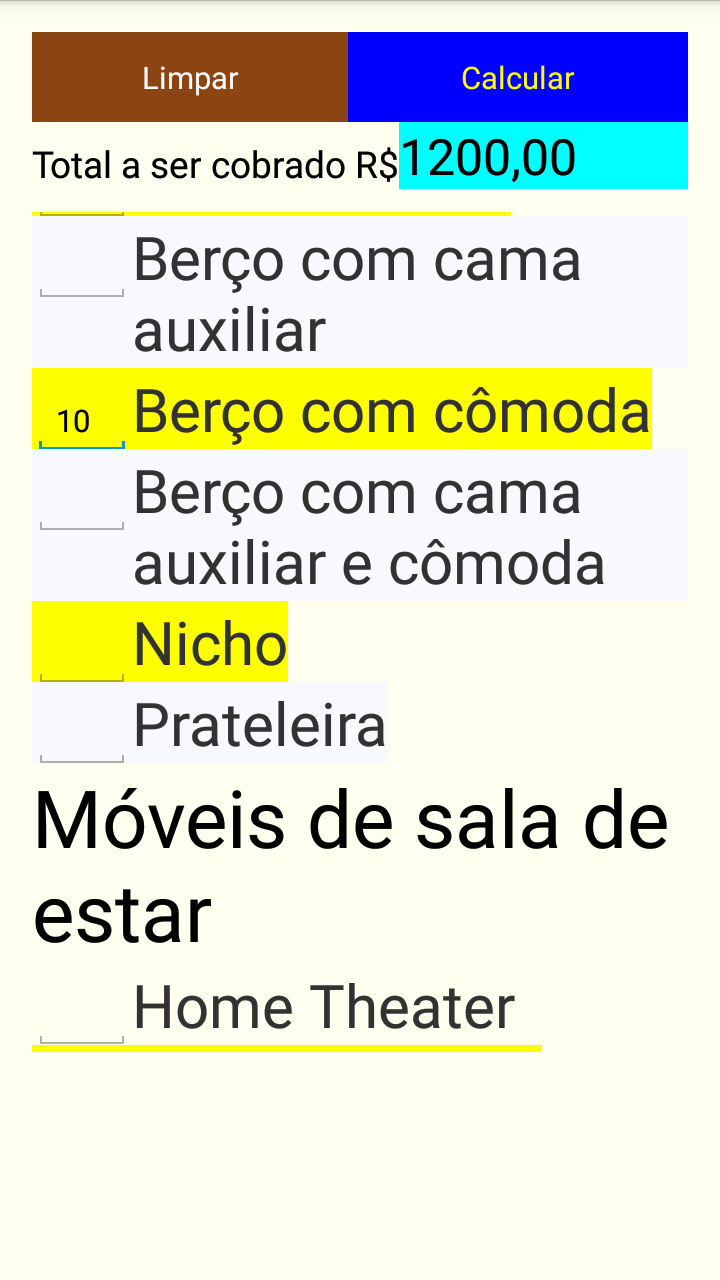 Limpar Calcular
Total a ser cobrado R$ 1200,00
Berço com cama
auxiliar
10 Berço com cômoda
Berço com cama
auxiliar e cômoda
Nicho
Prateleira
Móveis de sala de
estar
Home Theater